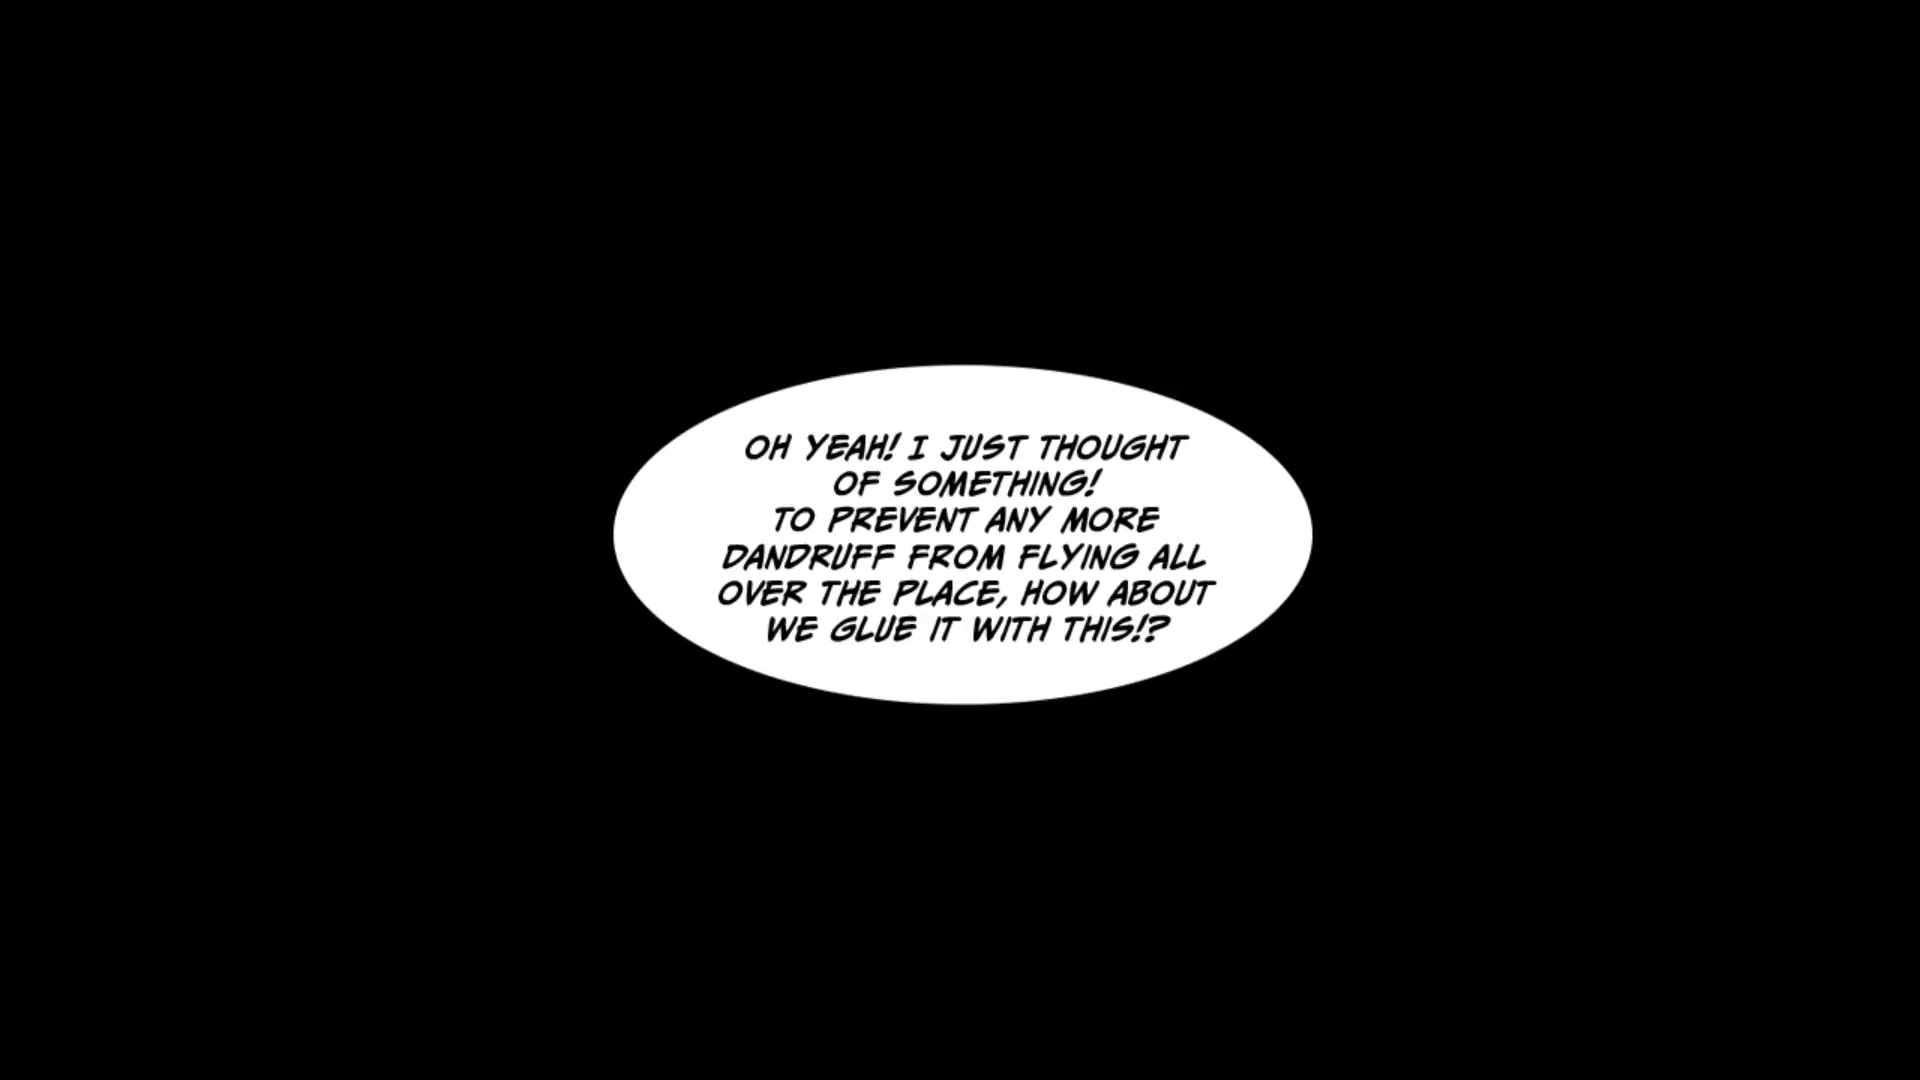 OH YEAH! I JUST THOUGHT
OF SOMETHING!
TO PREVENT ANY MORE
DANDRUFF FROM FLYING ALL
OVER THE PLACE, HOW ABOUT
WE GLUE IT WITH THIS!?